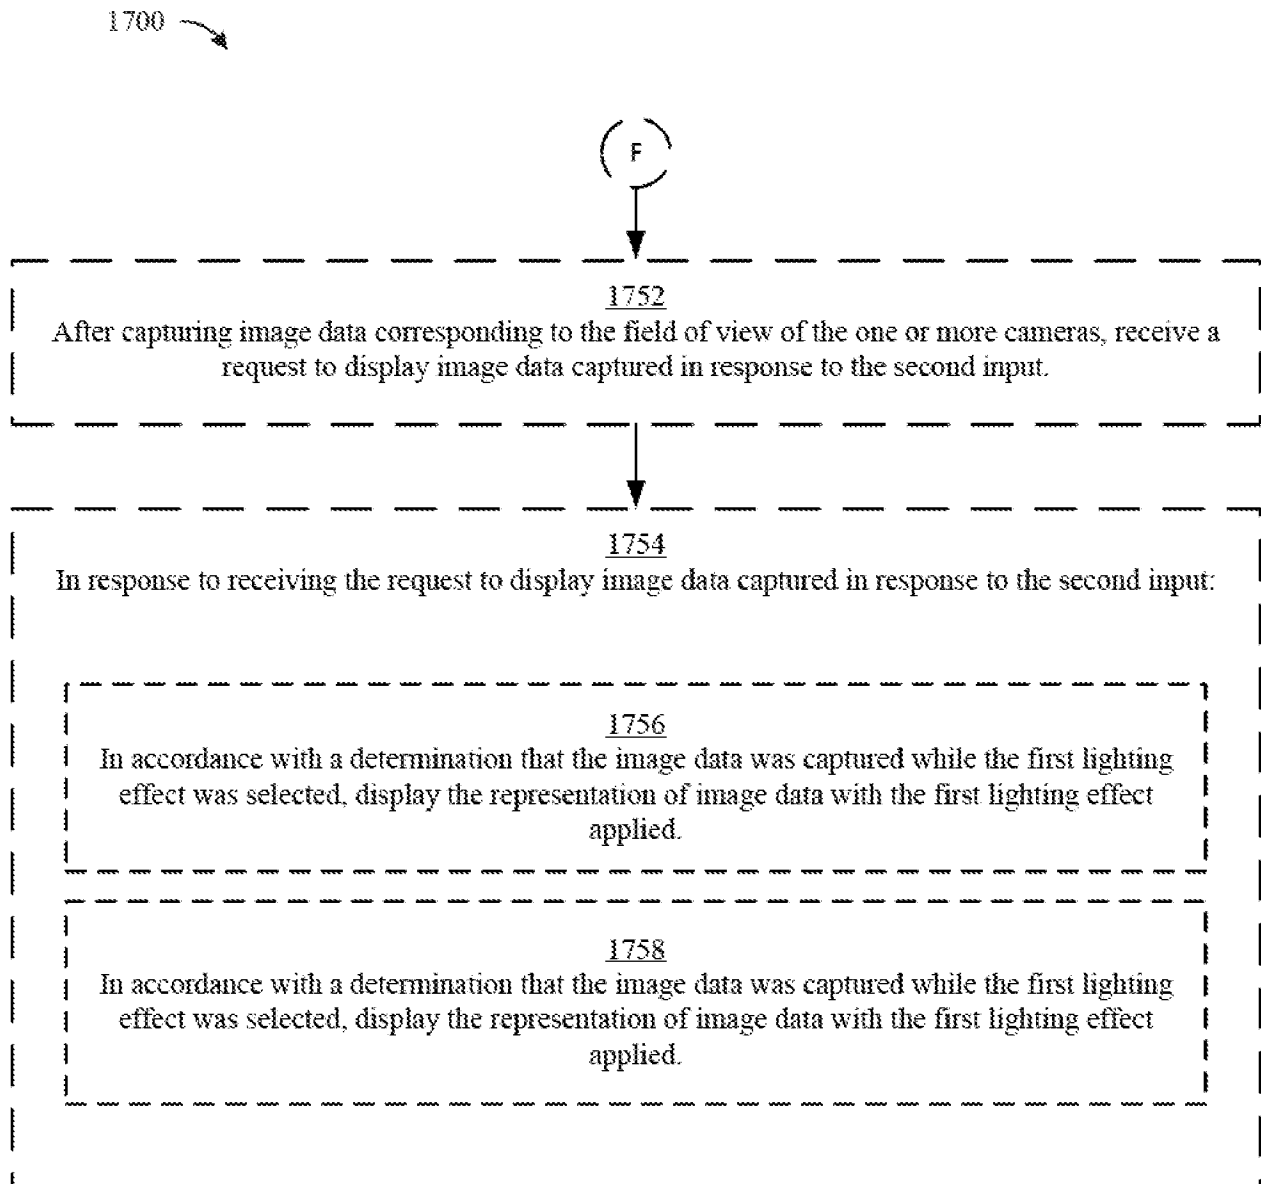 1700
F
1752
After capturing image data corresponding to the field of view of the one or more cameras, receive a
request to display image data captured in response to the second input.
1754
In response to receiving the request to display image data captured in response to the second input:
1756
In accordance with a determination that the image data was captured while the first lighting
effect was selected, display the representation of image data with the first lighting effect
applied.
1758
In accordance with a determination that the image data was captured while the first lighting
effect was selected, display the representation of image data with the first lighting effect
applied.